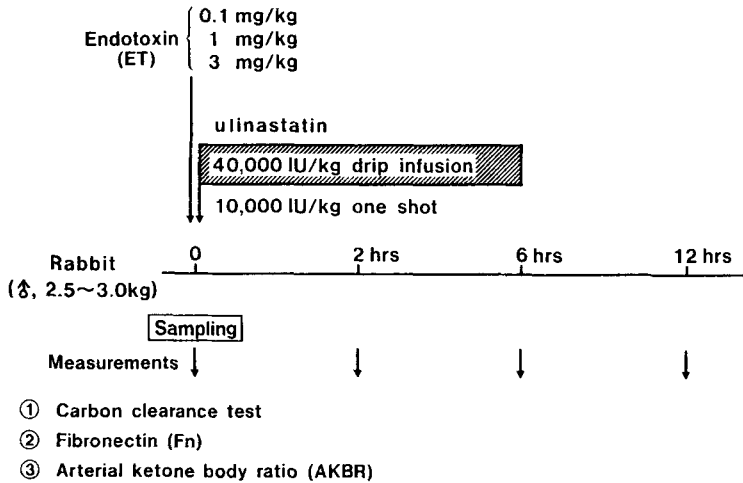 0.1 mg/kg
Endotoxin 1 mg/kg
(ET) 3 mg/kg
ulinastatin
40,000 IU/kg drip infusion
10,000 IU/kg one shot
0 2 hrs 6 hrs 12 hrs
Rabbit
(♂, 2.5~3.0kg)
Sampling
Measurements
① Carbon clearance test
② Fibronectin (Fn)
③ Arterial ketone body ratio (AKBR)